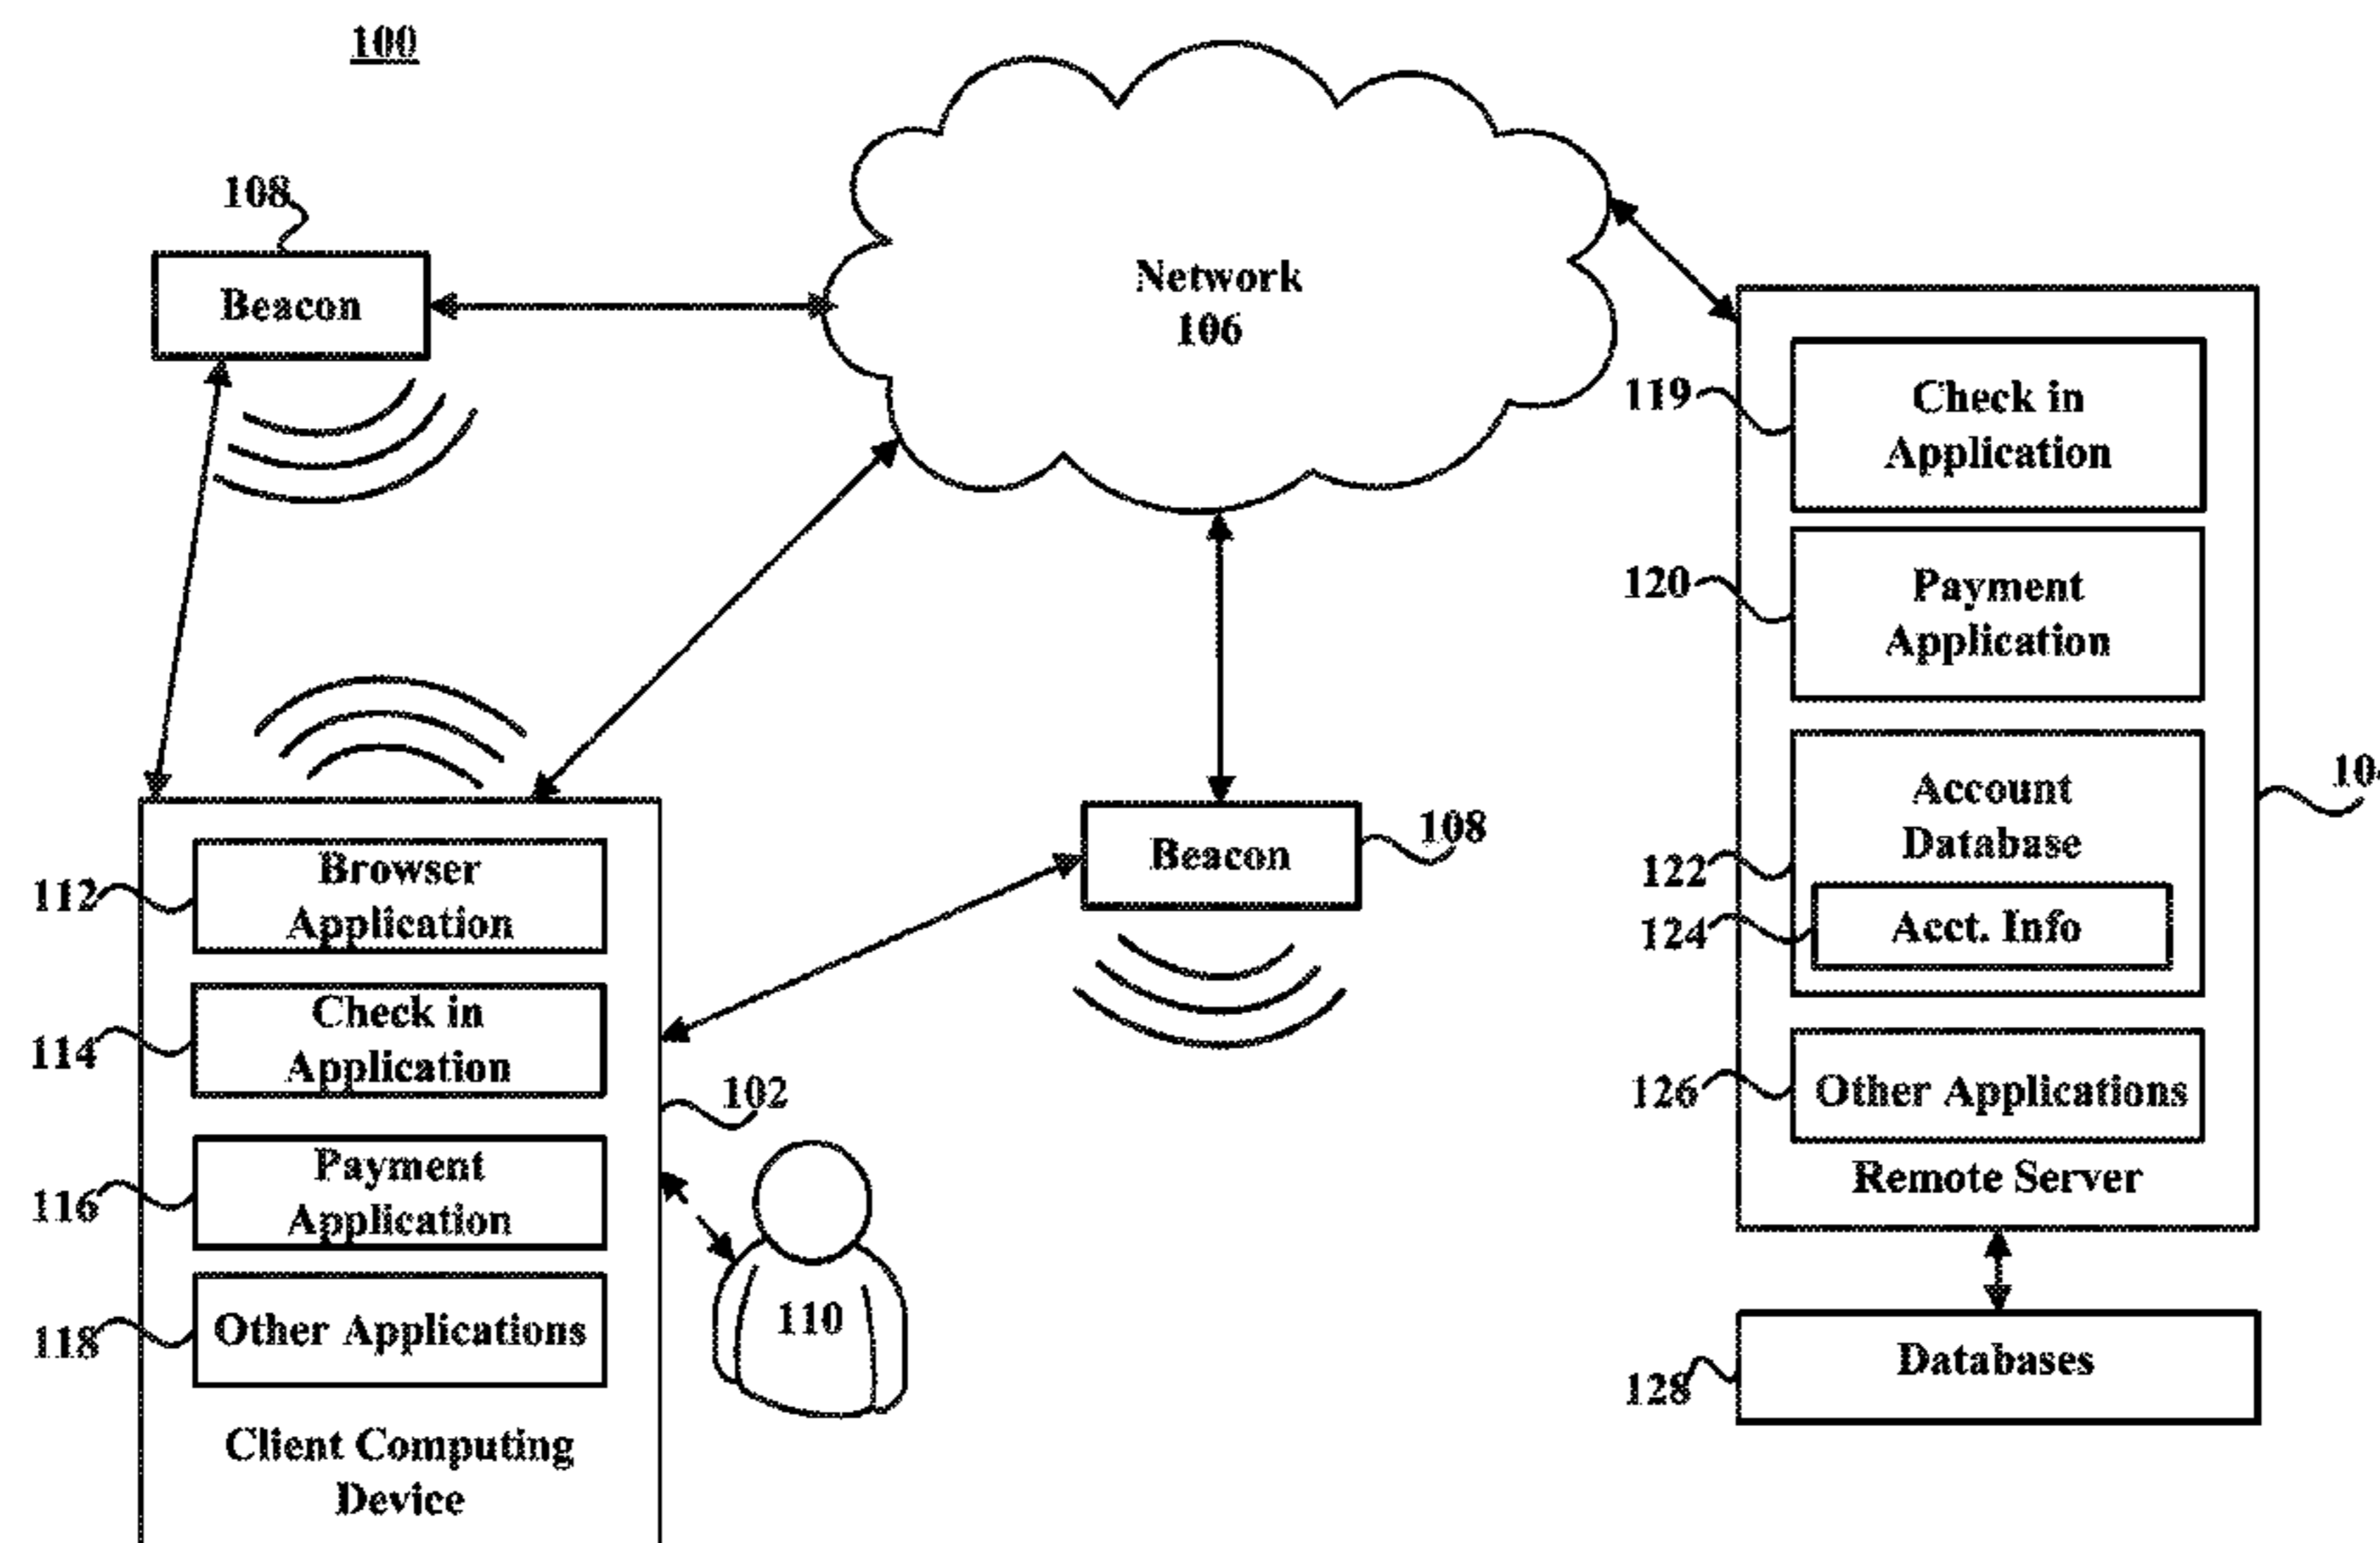 100
108
Beacon
Network
106
119
Check in
Application
120
Payment
Application
Account
Database
122
124
Acct. Info
126
Other Applications
Remote Server
128
Databases
Beacon
108
112
Browser
Application
114
Check in
Application
102
116
Payment
Application
110
118
Other Applications
Client Computing
Device